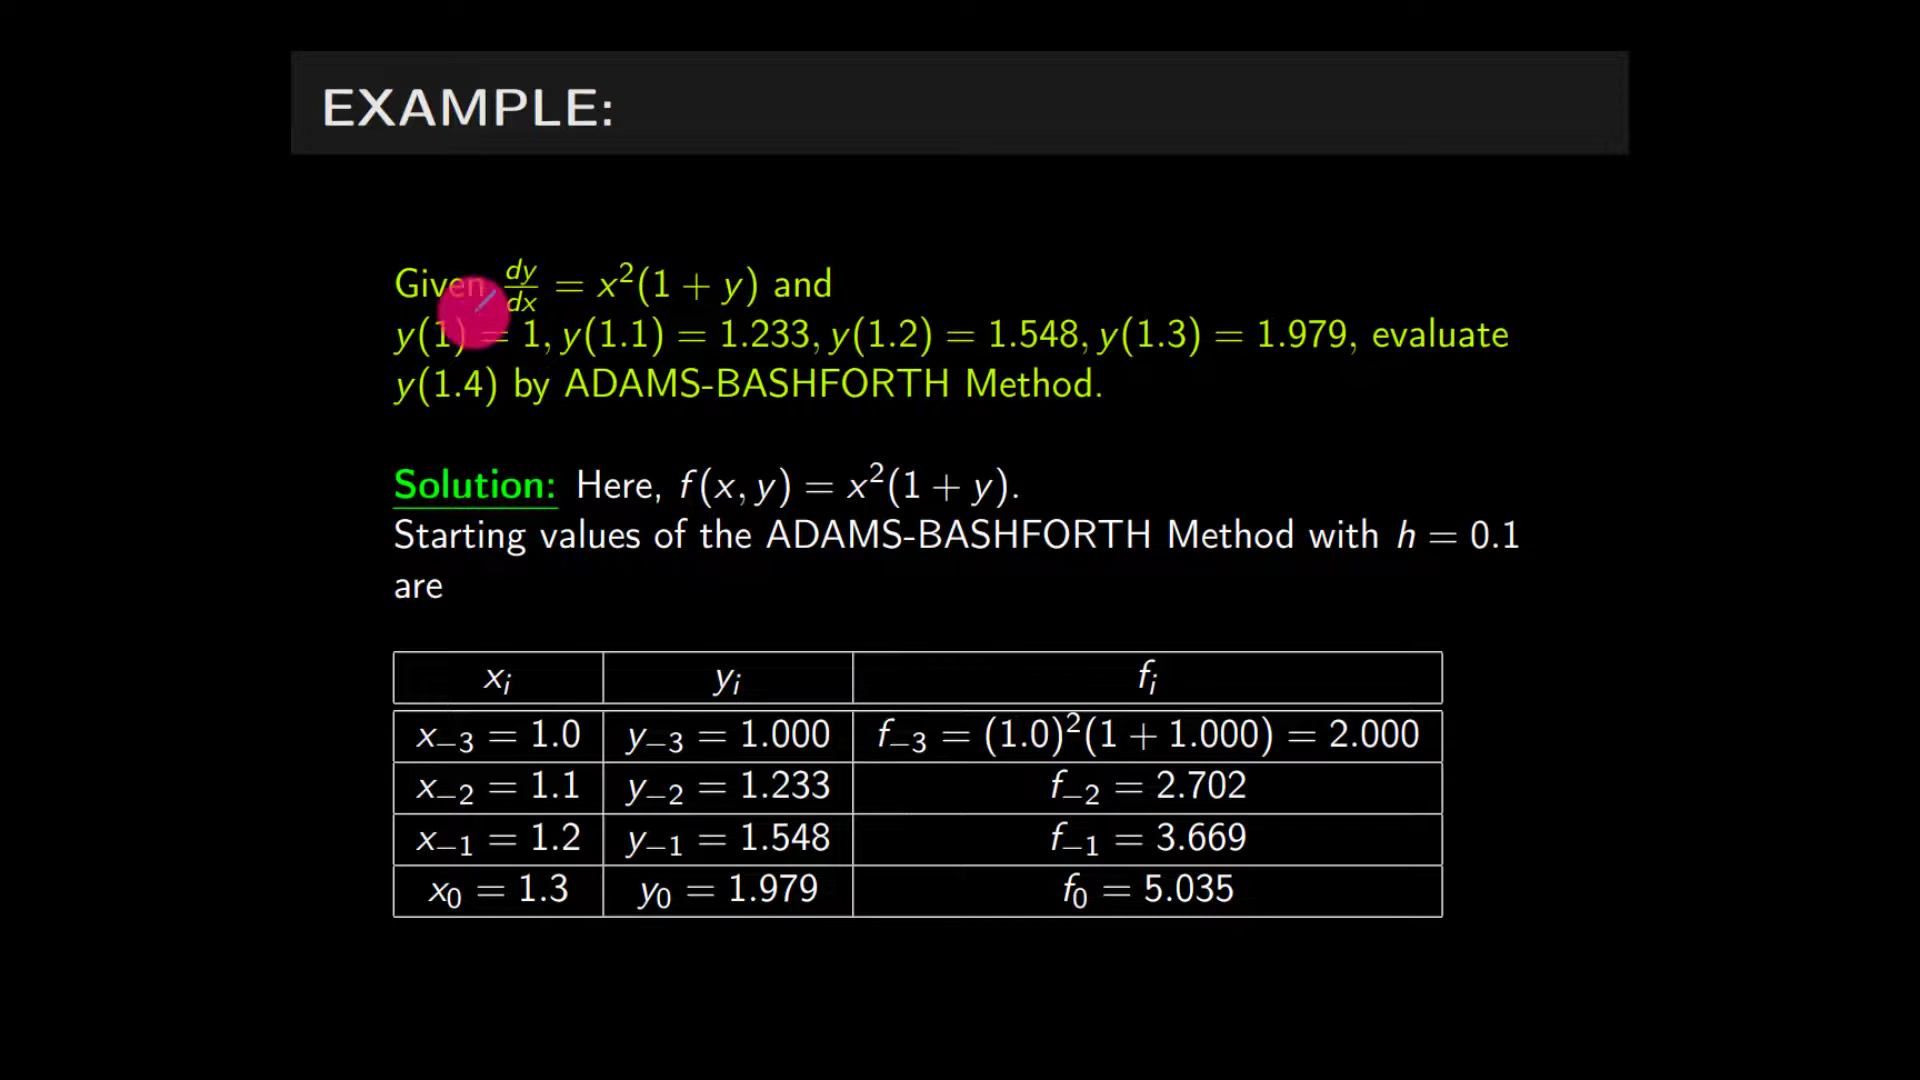 EXAMPLE:
Given dy/dx = x²(1 + y) and
y(1) = 1, y(1.1) = 1.233, y(1.2) = 1.548, y(1.3) = 1.979, evaluate
y(1.4) by ADAMS-BASHFORTH Method.
Solution: Here, f(x, y) = x²(1 + y).
Starting values of the ADAMS-BASHFORTH Method with h = 0.1
are
xᵢ yᵢ fᵢ
x₋₃ = 1.0 y₋₃ = 1.000 f₋₃ = (1.0)²(1 + 1.000) = 2.000
x₋₂ = 1.1 y₋₂ = 1.233 f₋₂ = 2.702
x₋₁ = 1.2 y₋₁ = 1.548 f₋₁ = 3.669
x₀ = 1.3 y₀ = 1.979 f₀ = 5.035